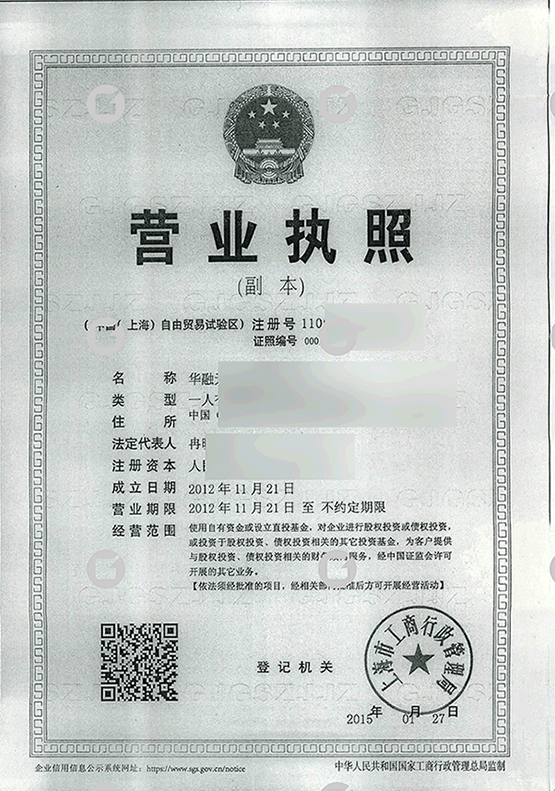 营业执照
(副 本)
上海）自由贸易试验区）注册号 110
证照编号 000
名 称 华融
类 型 一人
住 所 中国
法定代表人 冉
注册资本 人
成立日期 2012年11月21日
营业期限 2012年11月21日 至 不约定期限
经营范围 使用自有资金或设立直投基金，对企业进行股权投资或债权投资，
或投资于股权投资、债权投资相关的其它投资基金，为客户提供
与股权投资、债权投资相关的财 服务，经中国证监会许可
开展的其它业务。
【依法须经批准的项目，经相关部 准后方可开展经营活动】
登记机关
上海市工商行政管理局
2015年 01月 27日
企业信用信息公示系统网址：https://www.sgs.gov.cn/notice
中华人民共和国国家工商行政管理总局监制